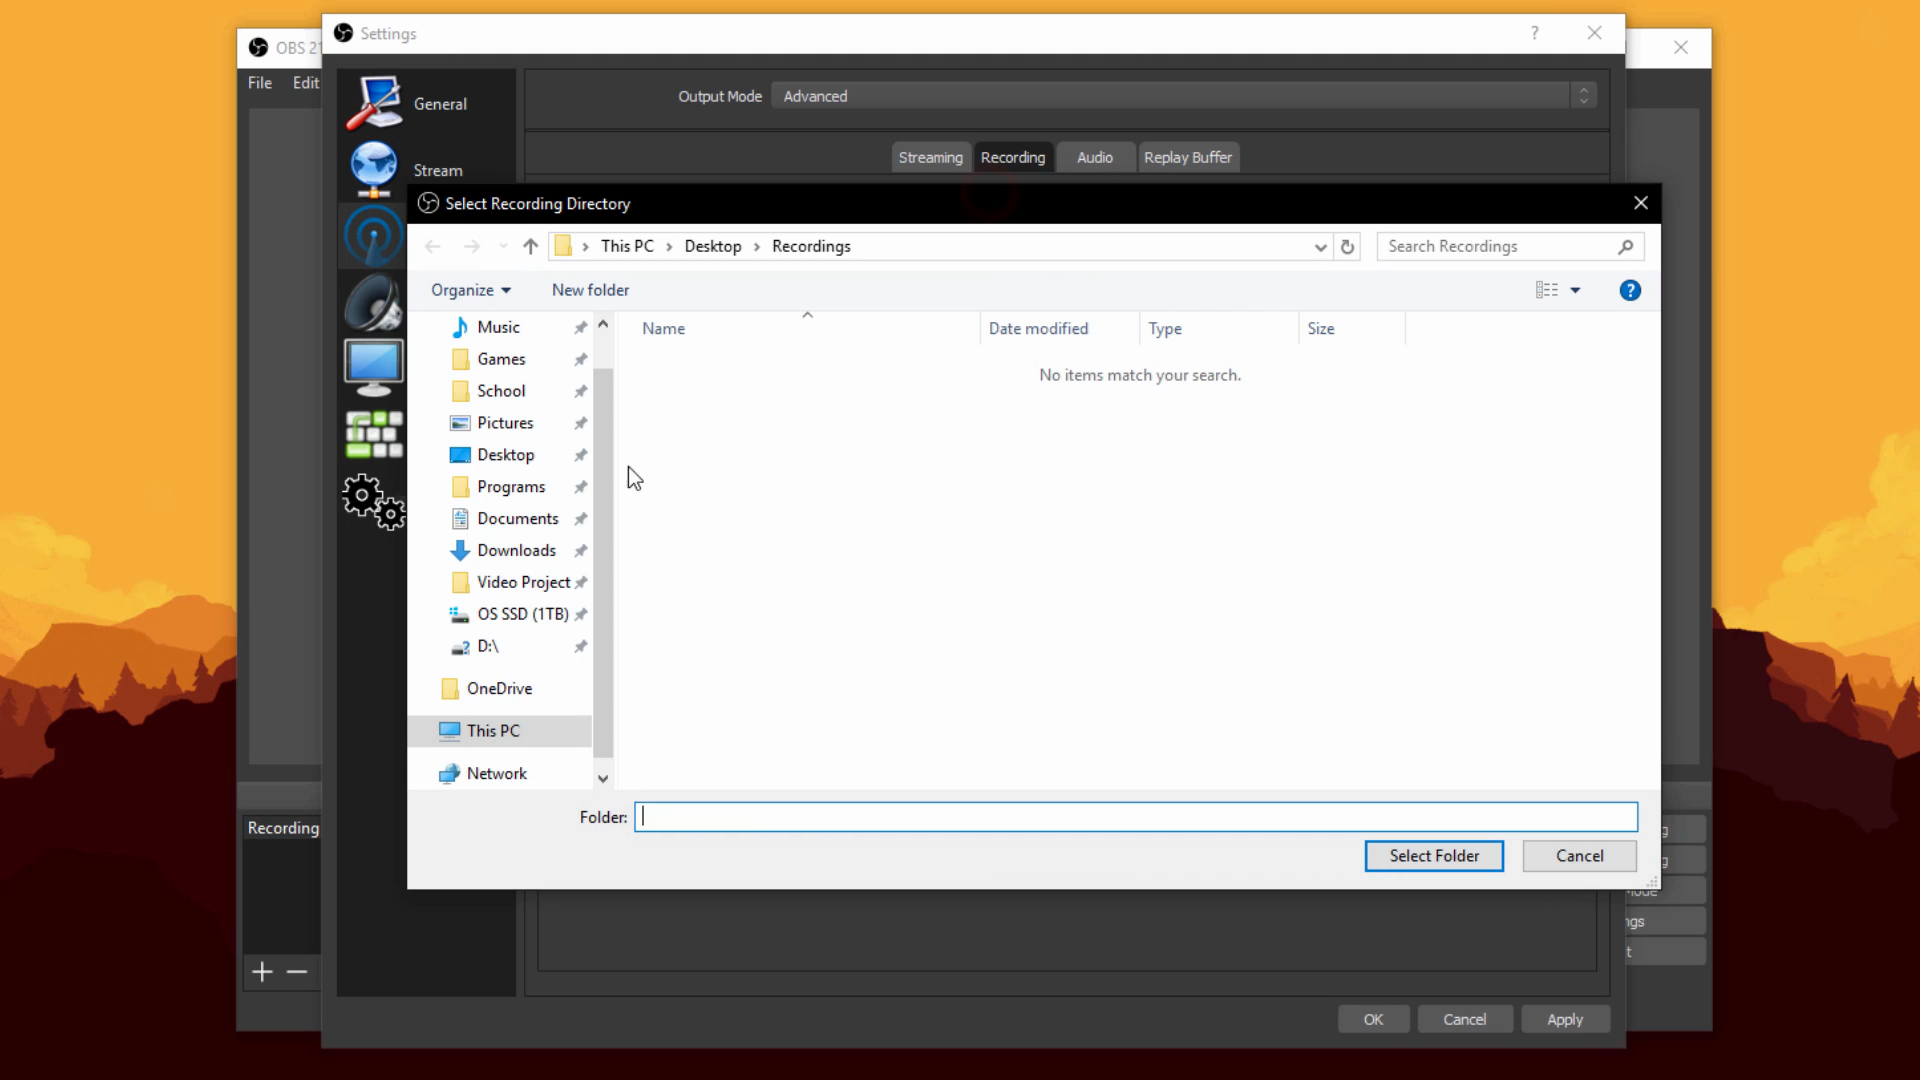 Settings
?
OBS 21
File Edit
General
Stream
Output Mode Advanced
Streaming Recording Audio Replay Buffer
Select Recording Directory
This PC > Desktop > Recordings
Search Recordings
Organize New folder
?
Name Date modified Type Size
No items match your search.
Music
Games
School
Pictures
Desktop
Programs
Documents
Downloads
Video Project
OS SSD (1TB)
D:\
OneDrive
This PC
Network
Folder:
Select Folder Cancel
Recording
OK Cancel Apply